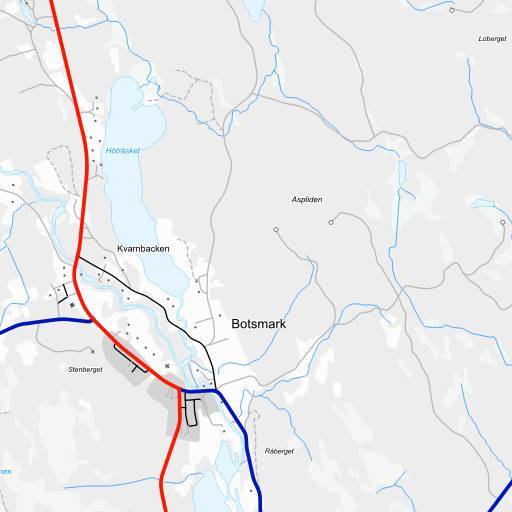 Loberget
Höträsket
Aspliden
Kvarnbacken
Botsmark
Stenberget
Råberget